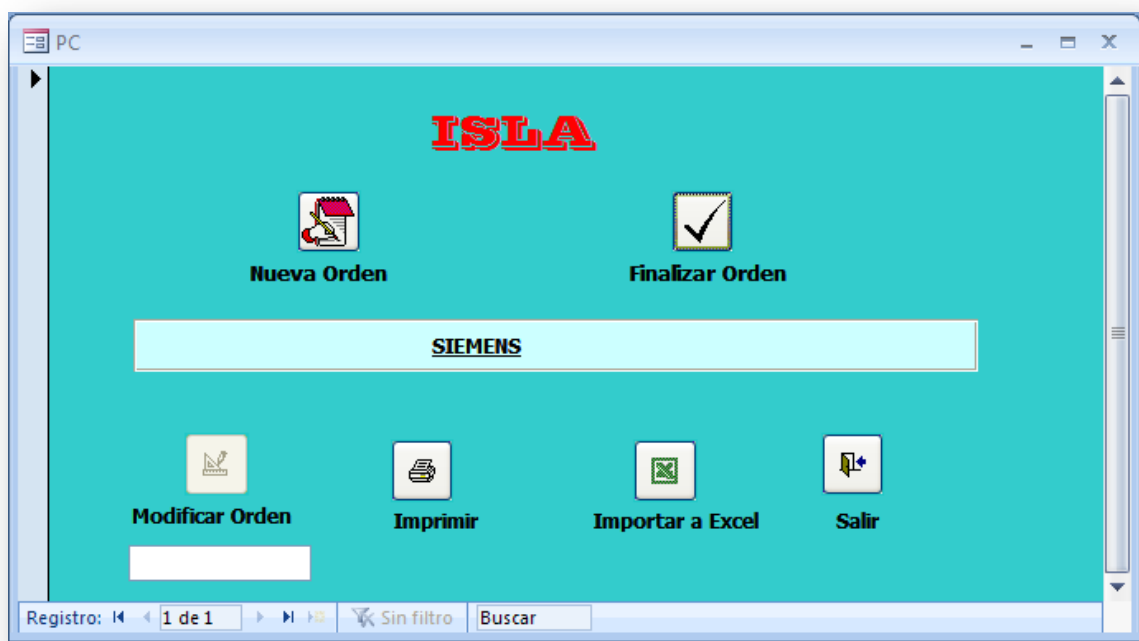 PC
ISLA
Nueva Orden
Finalizar Orden
SIEMENS
Modificar Orden
Imprimir
Importar a Excel
Salir
Registro: 1 de 1 Sin filtro Buscar